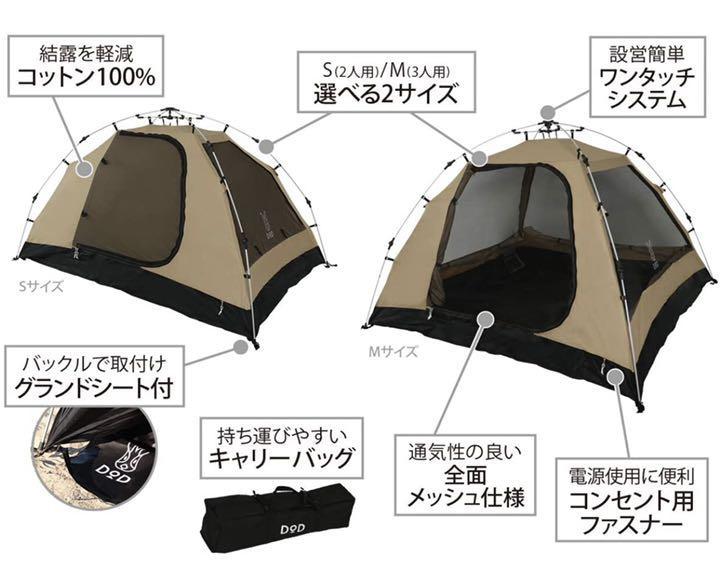 結露を軽減
コットン100%
S(2人用)/M(3人用)
選べる2サイズ
設営簡単
ワンタッチ
システム
Sサイズ
Mサイズ
バックルで取付け
グランドシート付
DOD
持ち運びやすい
キャリーバッグ
DOD
通気性の良い
全面
メッシュ仕様
電源使用に便利
コンセント用
ファスナー